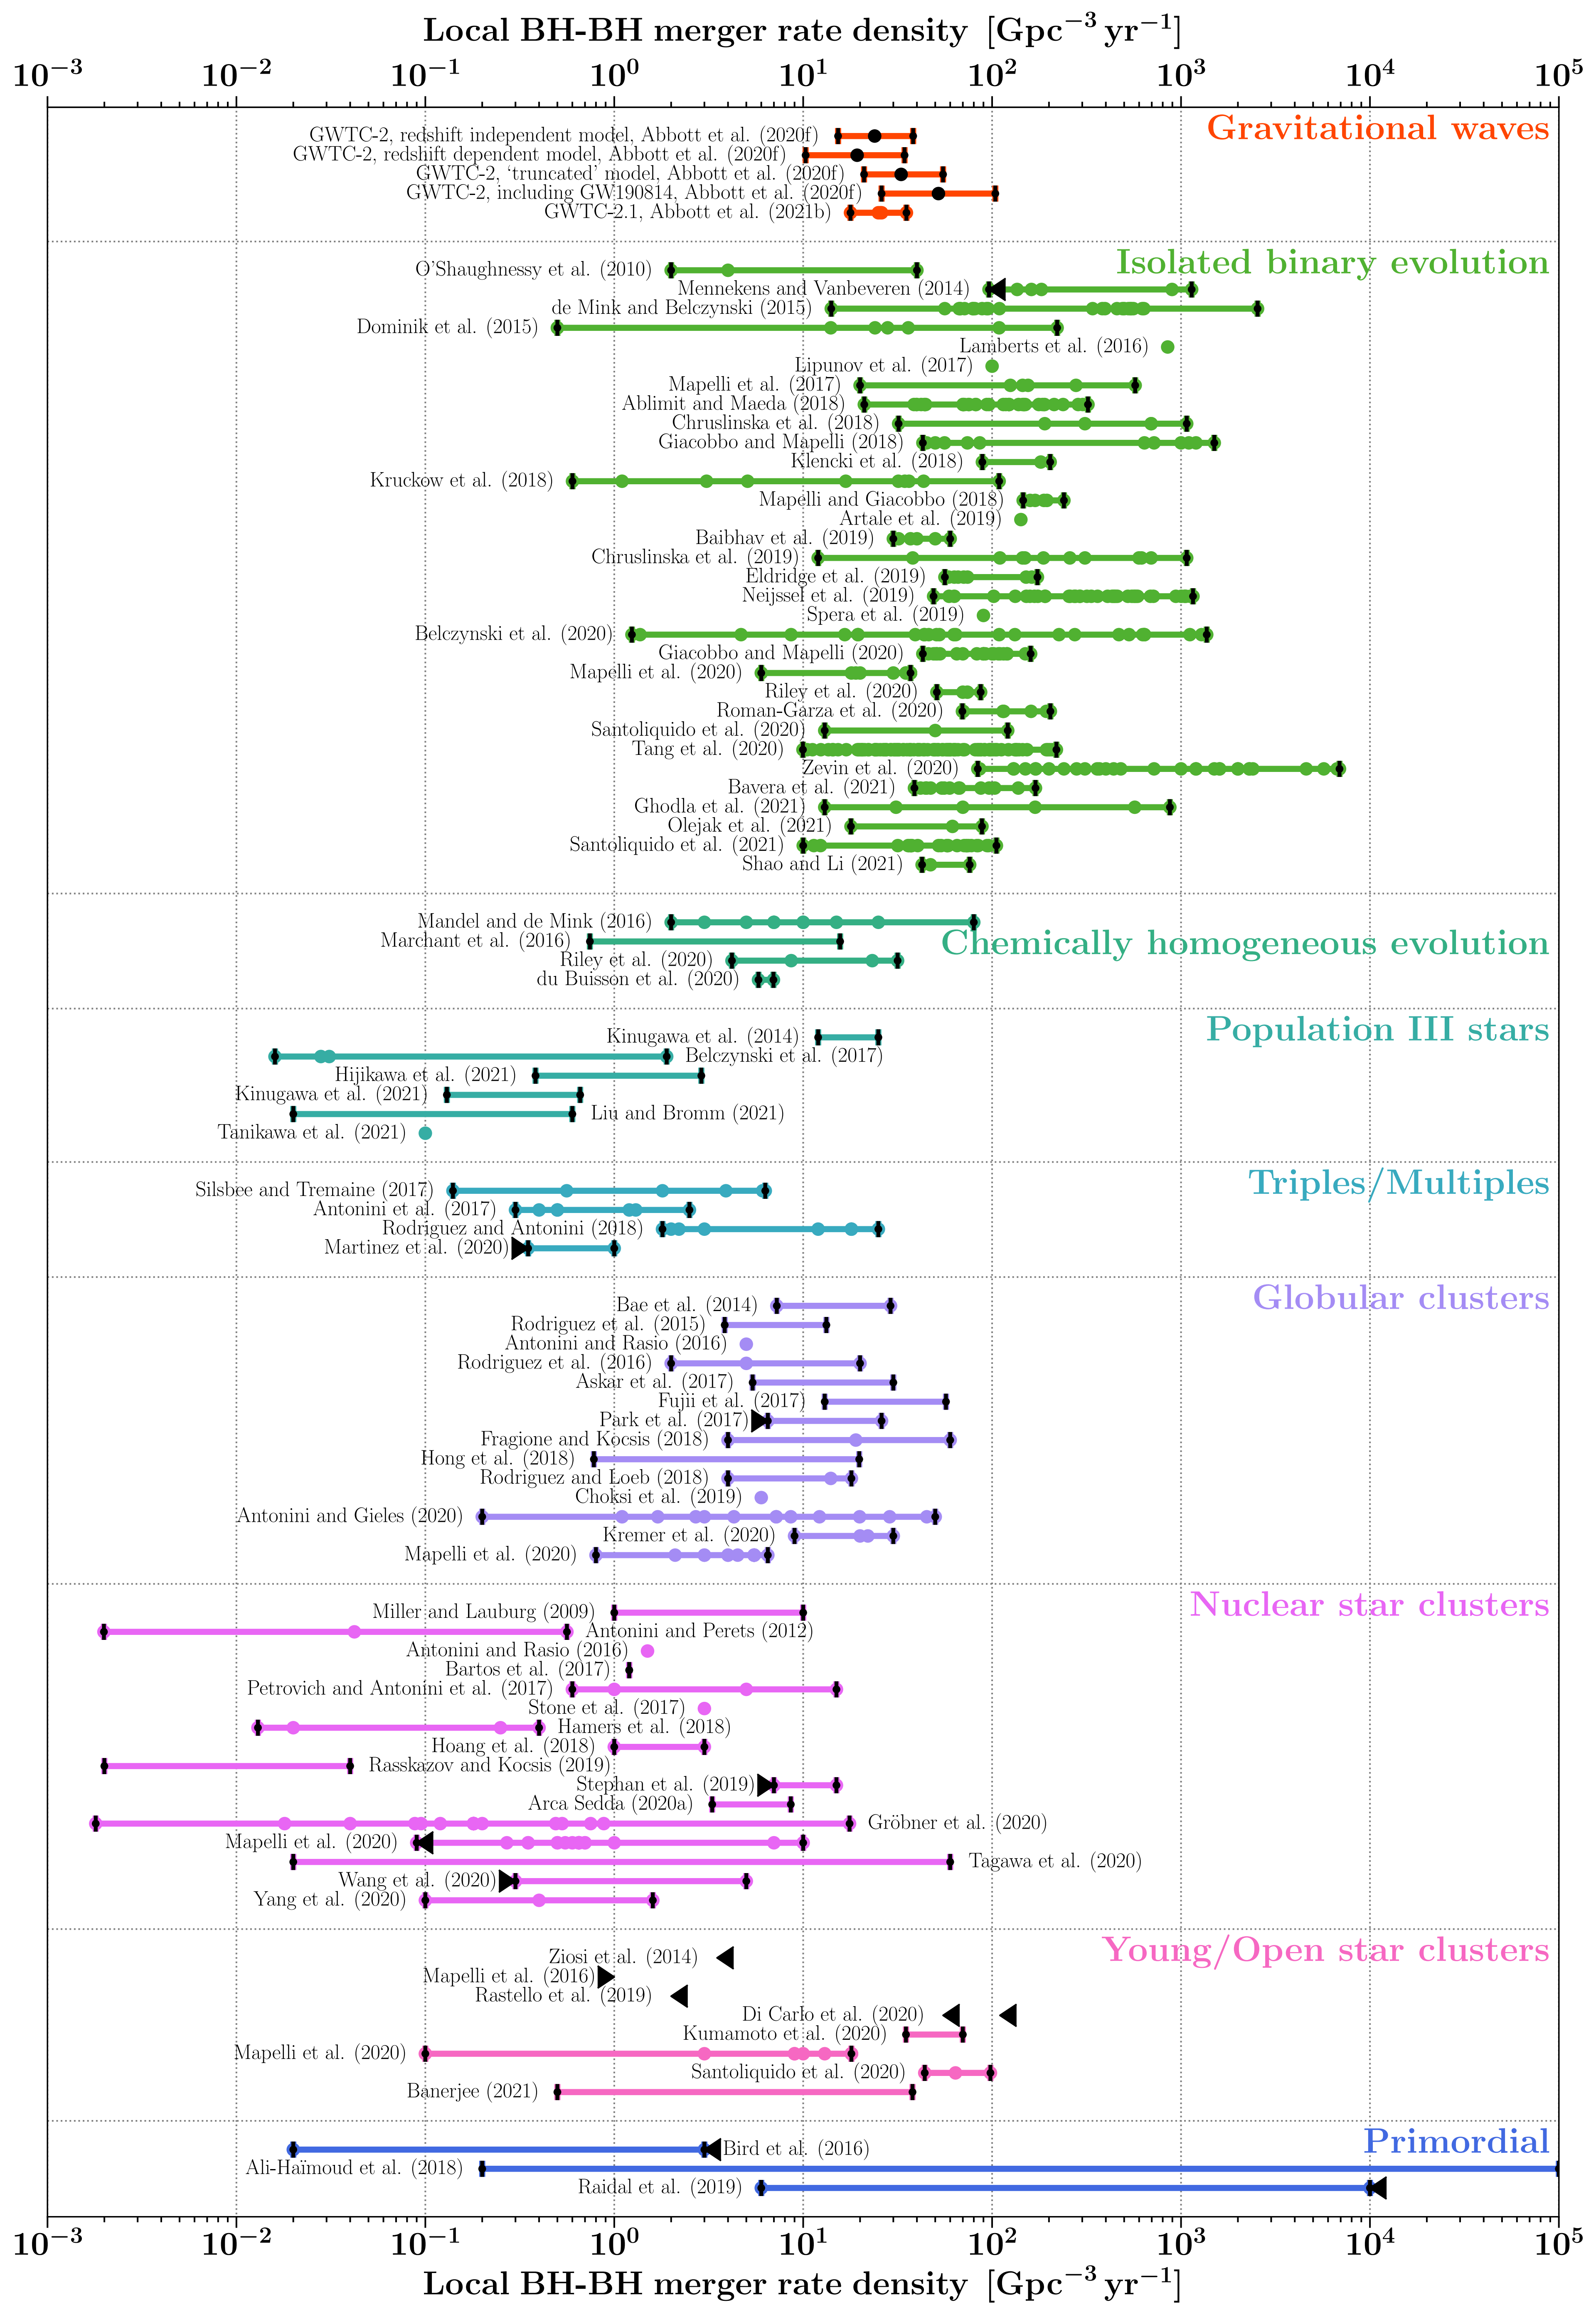 Local BH-BH merger rate density [Gpc⁻³ yr⁻¹]
10⁻³ 10⁻² 10⁻¹ 10⁰ 10¹ 10² 10³ 10⁴ 10⁵
Gravitational waves
GWTC-2, redshift independent model, Abbott et al. (2020f)
GWTC-2, redshift dependent model, Abbott et al. (2020f)
GWTC-2, ‘truncated’ model, Abbott et al. (2020f)
GWTC-2, including GW190814, Abbott et al. (2020f)
GWTC-2.1, Abbott et al. (2021b)
Isolated binary evolution
O'Shaughnessy et al. (2010)
Mennekens and Vanbeveren (2014)
de Mink and Belczynski (2015)
Dominik et al. (2015)
Lamberts et al. (2016)
Lipunov et al. (2017)
Mapelli et al. (2017)
Ablimit and Maeda (2018)
Chruslinska et al. (2018)
Giacobbo and Mapelli (2018)
Klencki et al. (2018)
Kruckow et al. (2018)
Mapelli and Giacobbo (2018)
Artale et al. (2019)
Baibhav et al. (2019)
Chruslinska et al. (2019)
Eldridge et al. (2019)
Neijssel et al. (2019)
Spera et al. (2019)
Belczynski et al. (2020)
Giacobbo and Mapelli (2020)
Mapelli et al. (2020)
Riley et al. (2020)
Roman-Garza et al. (2020)
Santoliquido et al. (2020)
Tang et al. (2020)
Zevin et al. (2020)
Bavera et al. (2021)
Ghodla et al. (2021)
Olejak et al. (2021)
Santoliquido et al. (2021)
Shao and Li (2021)
Chemically homogeneous evolution
Mandel and de Mink (2016)
Marchant et al. (2016)
Riley et al. (2020)
du Buisson et al. (2020)
Population III stars
Kinugawa et al. (2014)
Belczynski et al. (2017)
Hijikawa et al. (2021)
Kinugawa et al. (2021)
Liu and Bromm (2021)
Tanikawa et al. (2021)
Triples/Multiples
Silsbee and Tremaine (2017)
Antonini et al. (2017)
Rodriguez and Antonini (2018)
Martinez et al. (2020)
Globular clusters
Bae et al. (2014)
Rodriguez et al. (2015)
Antonini and Rasio (2016)
Rodriguez et al. (2016)
Askar et al. (2017)
Fujii et al. (2017)
Park et al. (2017)
Fragione and Kocsis (2018)
Hong et al. (2018)
Rodriguez and Loeb (2018)
Choksi et al. (2019)
Antonini and Gieles (2020)
Kremer et al. (2020)
Mapelli et al. (2020)
Nuclear star clusters
Miller and Lauburg (2009)
Antonini and Perets (2012)
Antonini and Rasio (2016)
Bartos et al. (2017)
Petrovich and Antonini et al. (2017)
Stone et al. (2017)
Hamers et al. (2018)
Hoang et al. (2018)
Rasskazov and Kocsis (2019)
Stephan et al. (2019)
Arca Sedda (2020a)
Gröbner et al. (2020)
Mapelli et al. (2020)
Tagawa et al. (2020)
Wang et al. (2020)
Yang et al. (2020)
Young/Open star clusters
Ziosi et al. (2014)
Mapelli et al. (2016)
Rastello et al. (2019)
Di Carlo et al. (2020)
Kumamoto et al. (2020)
Mapelli et al. (2020)
Santoliquido et al. (2020)
Banerjee (2021)
Primordial
Bird et al. (2016)
Ali-Haïmoud et al. (2018)
Raidal et al. (2019)
10⁻³ 10⁻² 10⁻¹ 10⁰ 10¹ 10² 10³ 10⁴ 10⁵
Local BH-BH merger rate density [Gpc⁻³ yr⁻¹]